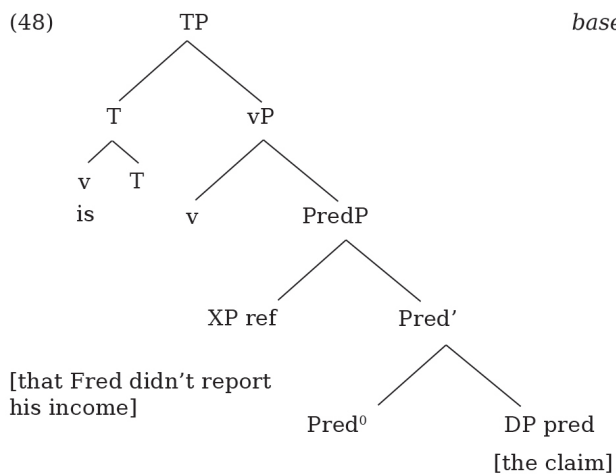 (48) TP base
T vP
v T
is v PredP
XP ref Pred’
[that Fred didn’t report
his income]
Pred⁰ DP pred
[the claim]